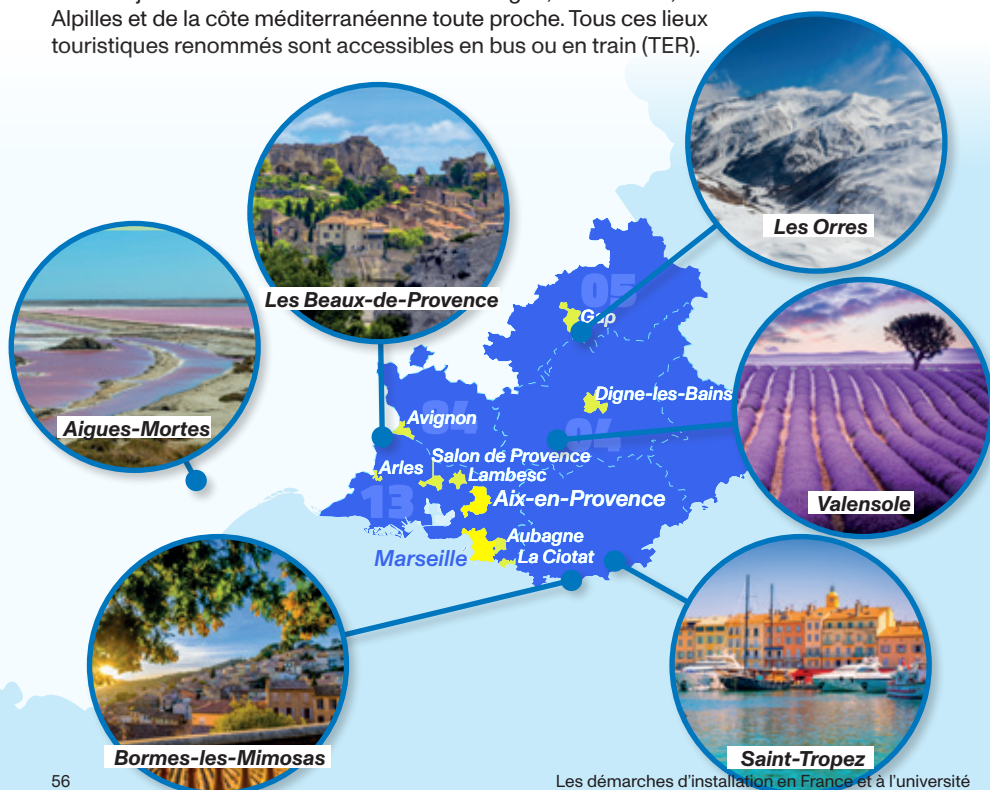 Alpilles et de la côte méditerranéenne toute proche. Tous ces lieux
touristiques renommés sont accessibles en bus ou en train (TER).
Les Orres
Les Beaux-de-Provence
05
Gap
Aigues-Mortes
Avignon
84
Digne-les-Bains
04
Salon de Provence
Arles
Lambesc
13
Aix-en-Provence
Valensole
Aubagne
Marseille
La Ciotat
Bormes-les-Mimosas
Saint-Tropez
56
Les démarches d'installation en France et à l'université